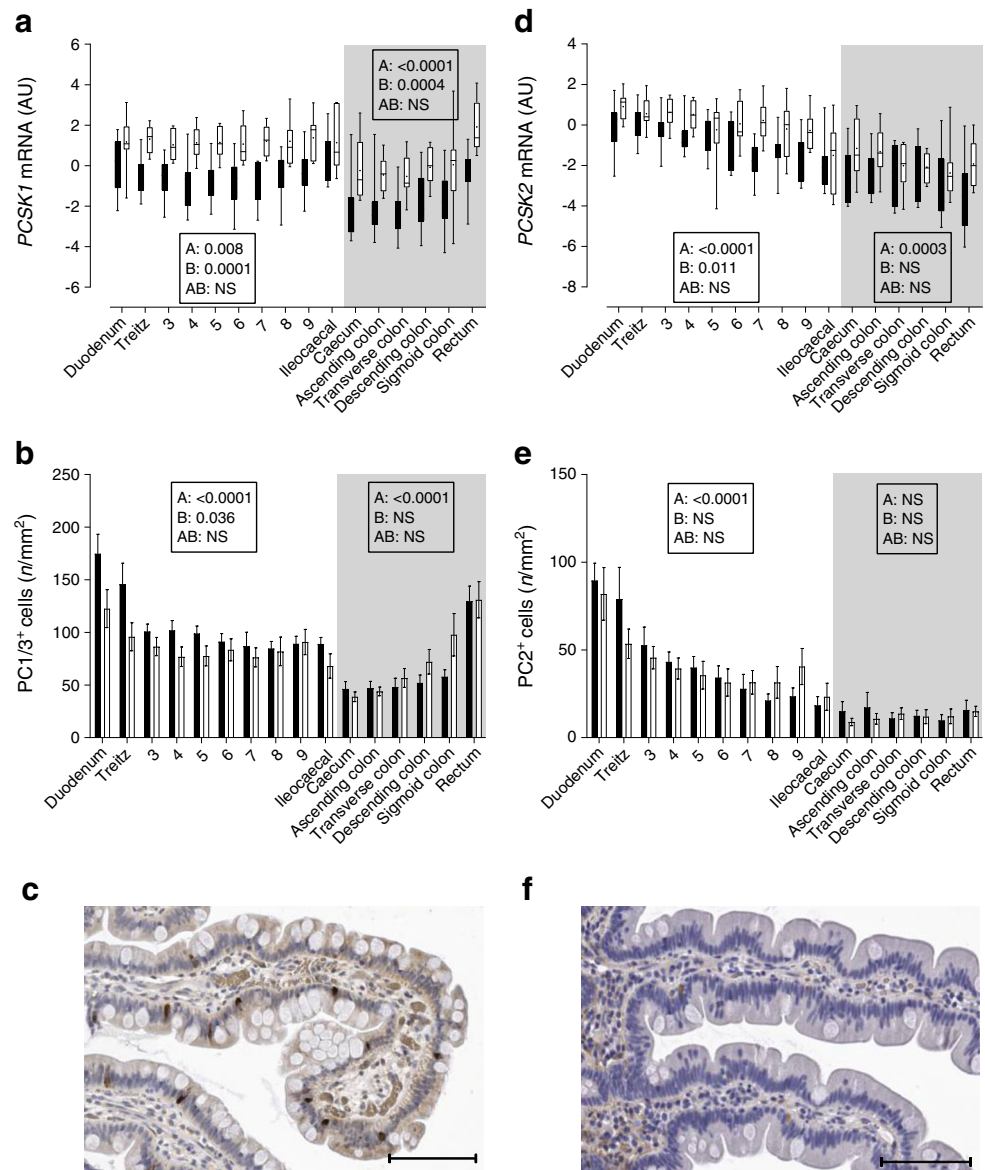 a
PCSK1 mRNA (AU)
6
4
2
0
-2
-4
-6
A: <0.0001
B: 0.0004
AB: NS
A: 0.008
B: 0.0001
AB: NS
Duodenum
Treitz
3
4
5
6
7
8
9
Ileocaecal
Caecum
Ascending colon
Transverse colon
Descending colon
Sigmoid colon
Rectum
d
PCSK2 mRNA (AU)
4
2
0
-2
-4
-6
-8
A: <0.0001
B: 0.011
AB: NS
A: 0.0003
B: NS
AB: NS
Duodenum
Treitz
3
4
5
6
7
8
9
Ileocaecal
Caecum
Ascending colon
Transverse colon
Descending colon
Sigmoid colon
Rectum
b
PC1/3+ cells (n/mm2)
250
200
150
100
50
0
A: <0.0001
B: 0.036
AB: NS
A: <0.0001
B: NS
AB: NS
Duodenum
Treitz
3
4
5
6
7
8
9
Ileocaecal
Caecum
Ascending colon
Transverse colon
Descending colon
Sigmoid colon
Rectum
e
PC2+ cells (n/mm2)
150
100
50
0
A: <0.0001
B: NS
AB: NS
A: NS
B: NS
AB: NS
Duodenum
Treitz
3
4
5
6
7
8
9
Ileocaecal
Caecum
Ascending colon
Transverse colon
Descending colon
Sigmoid colon
Rectum
c
f